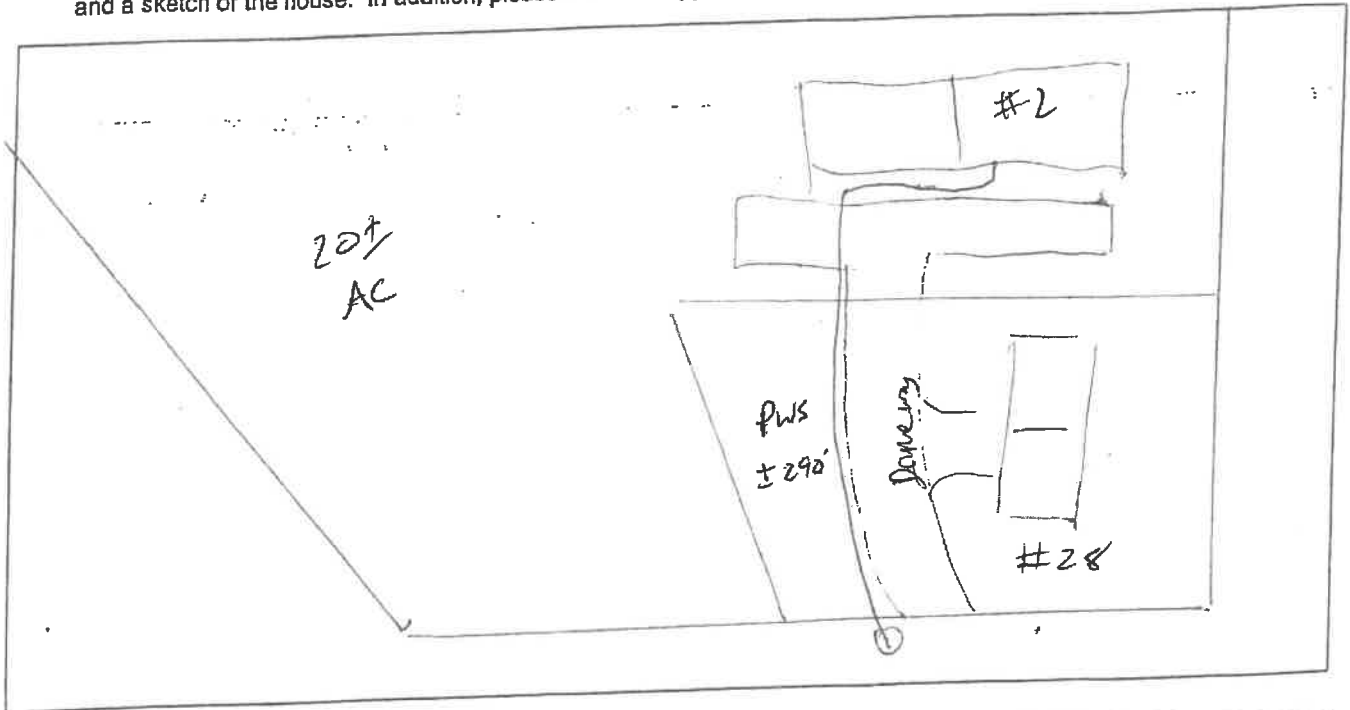 and a sketch of the house. In addition, please
#2
20±
AC
PWS
± 290'
Driveway
#28